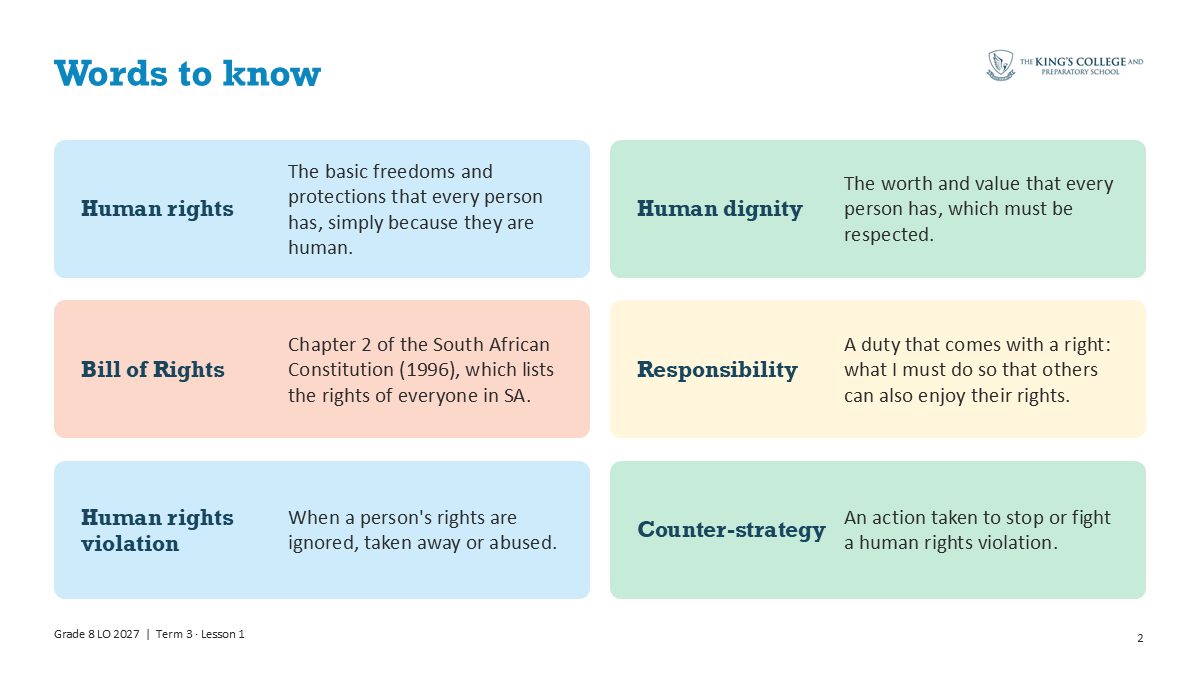 Words to know
THE KING'S COLLEGE AND
PREPARATORY SCHOOL
Human rights
The basic freedoms and
protections that every person
has, simply because they are
human.
Human dignity
The worth and value that every
person has, which must be
respected.
Bill of Rights
Chapter 2 of the South African
Constitution (1996), which lists
the rights of everyone in SA.
Responsibility
A duty that comes with a right:
what I must do so that others
can also enjoy their rights.
Human rights
violation
When a person's rights are
ignored, taken away or abused.
Counter-strategy
An action taken to stop or fight
a human rights violation.
Grade 8 LO 2027 | Term 3 · Lesson 1
2